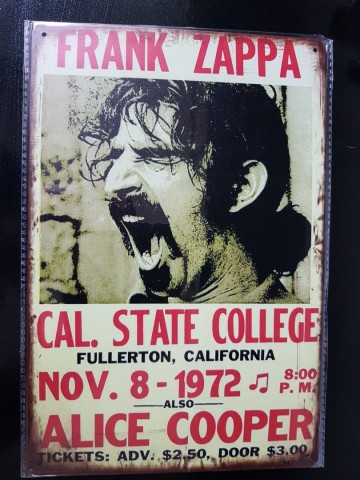 FRANK ZAPPA
CAL. STATE COLLEGE
FULLERTON, CALIFORNIA
NOV. 8 - 1972 ♫ 8:00 P. M.
ALSO
ALICE COOPER
TICKETS: ADV. $2.50, DOOR $3.00